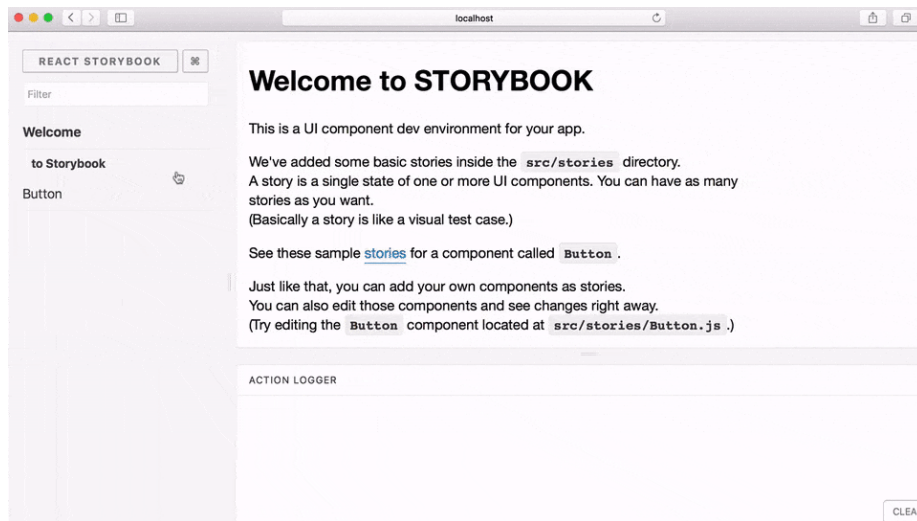 localhost
REACT STORYBOOK ⌘
Filter
Welcome
to Storybook
Button
Welcome to STORYBOOK
This is a UI component dev environment for your app.
We've added some basic stories inside the src/stories directory.
A story is a single state of one or more UI components. You can have as many
stories as you want.
(Basically a story is like a visual test case.)
See these sample stories for a component called Button.
Just like that, you can add your own components as stories.
You can also edit those components and see changes right away.
(Try editing the Button component located at src/stories/Button.js.)
ACTION LOGGER
CLEA